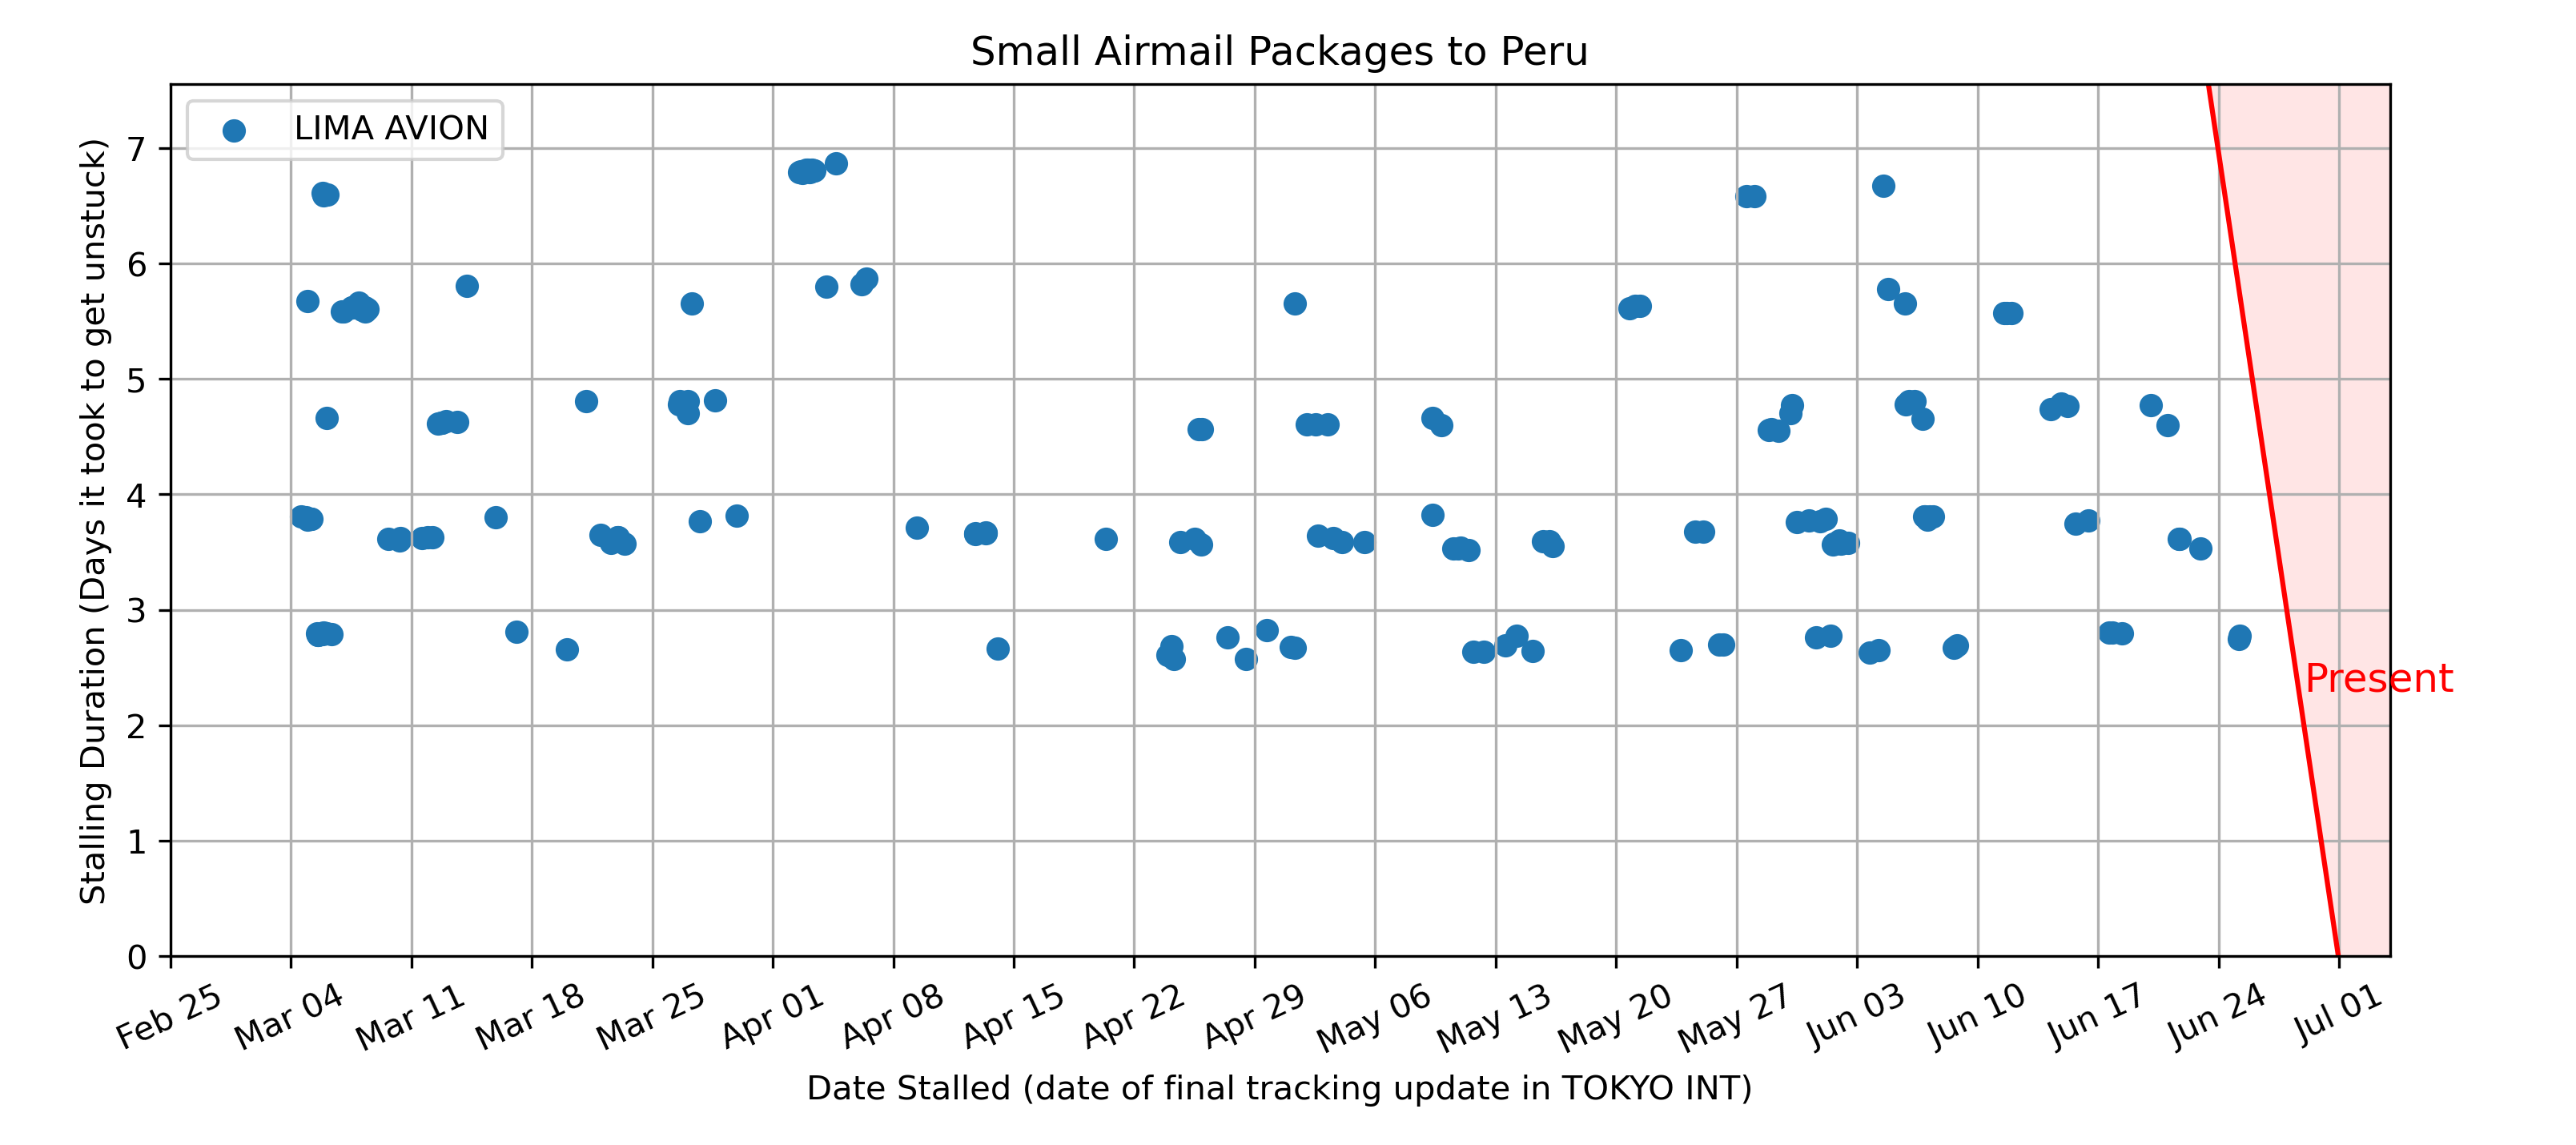 Small Airmail Packages to Peru
LIMA AVION
Stalling Duration (Days it took to get unstuck)
7
6
5
4
3
2
1
0
Present
Feb 25
Mar 04
Mar 11
Mar 18
Mar 25
Apr 01
Apr 08
Apr 15
Apr 22
Apr 29
May 06
May 13
May 20
May 27
Jun 03
Jun 10
Jun 17
Jun 24
Jul 01
Date Stalled (date of final tracking update in TOKYO INT)